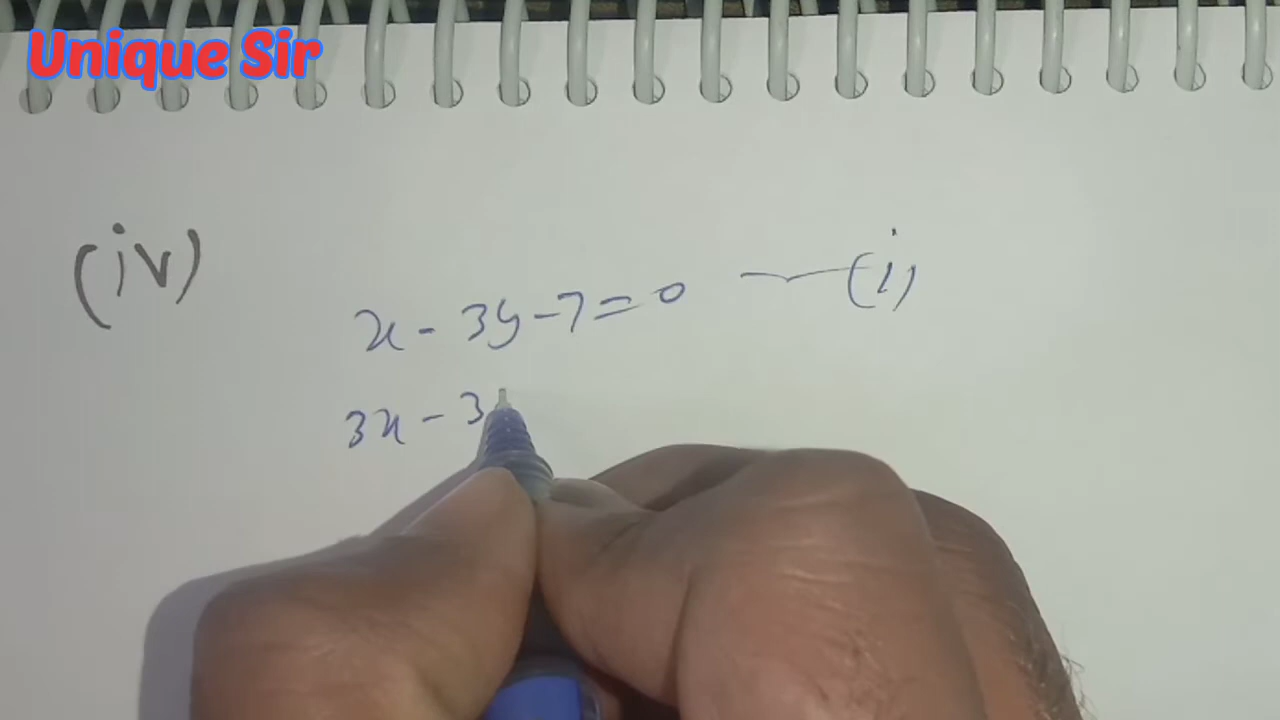 Unique Sir
(iv)
x - 3y - 7 = 0 — (i)
3x - 3